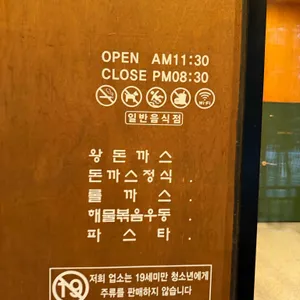 OPEN AM11:30
CLOSE PM08:30
Wi-Fi
일반음식점
왕돈까스
돈까스정식.
롤까스
해물볶음우동.
파스타.
19
저희 업소는 19세미만 청소년에게
주류를 판매하지 않습니다